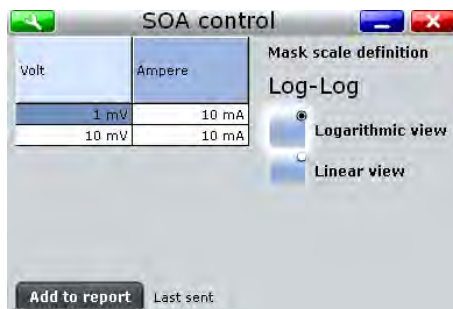 SOA control
Volt Ampere
1 mV 10 mA
10 mV 10 mA
Mask scale definition
Log-Log
Logarithmic view
Linear view
Add to report Last sent